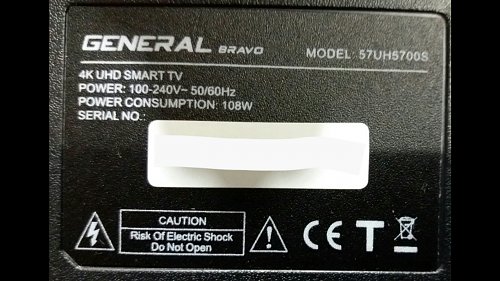 GENERAL BRAVO MODEL: 57UH5700S
4K UHD SMART TV
POWER: 100-240V~ 50/60Hz
POWER CONSUMPTION: 108W
SERIAL NO.:
CAUTION
Risk Of Electric Shock
Do Not Open
CE T